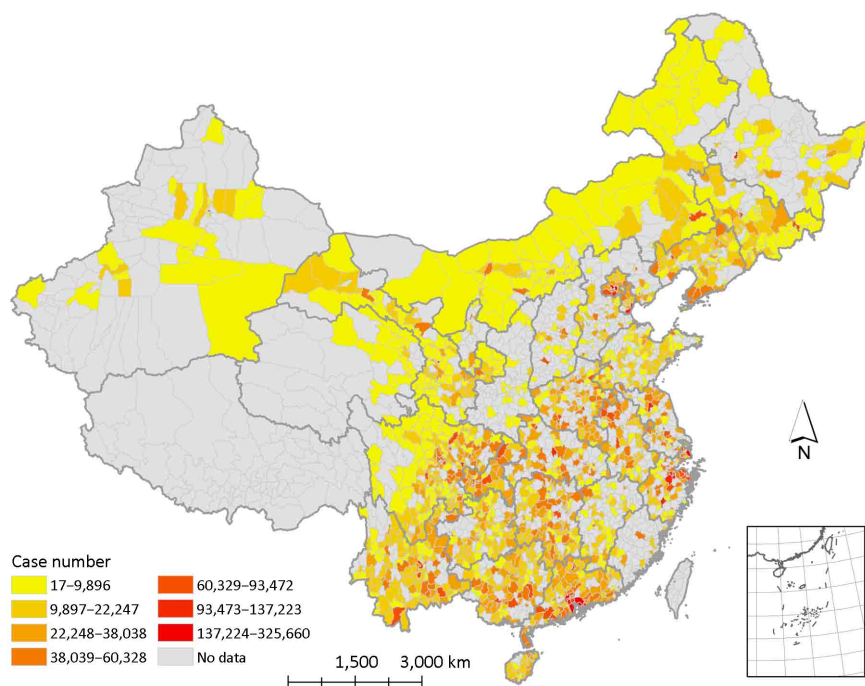 N
Case number
17–9,896
60,329–93,472
9,897–22,247
93,473–137,223
22,248–38,038
137,224–325,660
38,039–60,328
No data
1,500 3,000 km